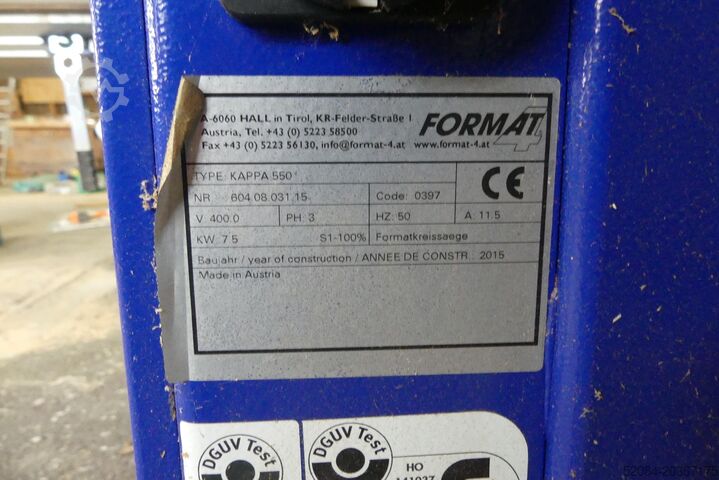 A-6060 HALL in Tirol, KR-Felder-Straße 1
Austria, Tel. +43 (0) 5223 58500
Fax +43 (0) 5223 56130, info@format-4.at www.format-4.at
FORMAT 4
TYPE: KAPPA 550
CE
NR 604.08.031.15 Code: 0397
V. 400.0 PH: 3 HZ: 50 A: 11.5
KW. 7.5 S1-100% Formatkreissaege
Baujahr / year of construction / ANNEE DE CONSTR.: 2015
Made in Austria
DGUV Test
DGUV Test
HO
141037